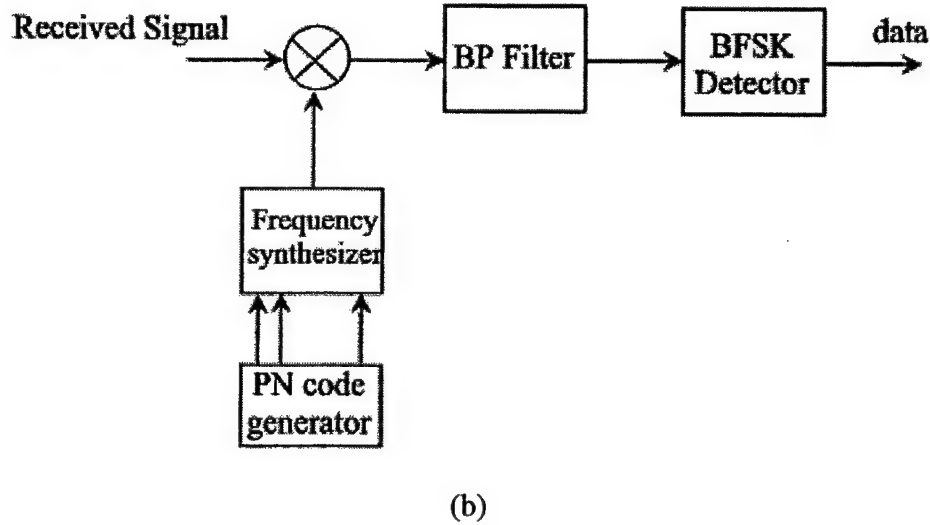 Received Signal
BP Filter
BFSK
Detector
data
Frequency
synthesizer
PN code
generator
(b)